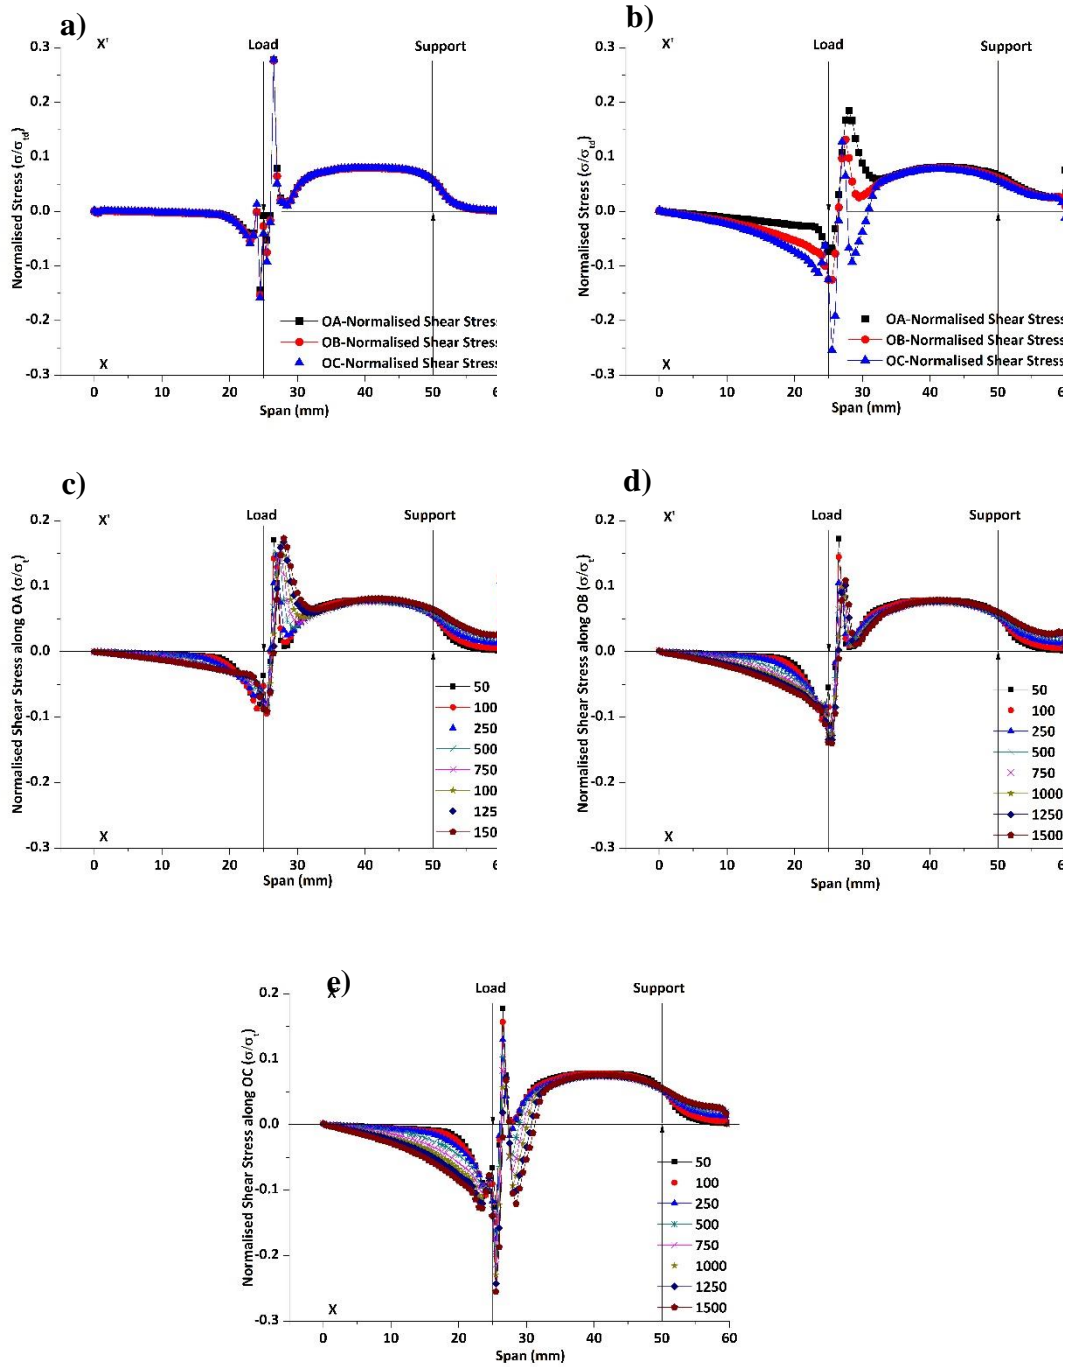 a)
X'
Load
Support
0.3
0.2
0.1
0.0
-0.1
-0.2
-0.3
Normalised Stress (σ/σtd)
OA-Normalised Shear Stress
OB-Normalised Shear Stress
OC-Normalised Shear Stress
X
0 10 20 30 40 50 6
Span (mm)
b)
X'
Load
Support
0.3
0.2
0.1
0.0
-0.1
-0.2
-0.3
Normalised Stress (σ/σtd)
OA-Normalised Shear Stress
OB-Normalised Shear Stress
OC-Normalised Shear Stress
X
0 10 20 30 40 50 6
Span (mm)
c)
X'
Load
Support
0.2
0.1
0.0
-0.1
-0.2
-0.3
Normalised Shear Stress along OA (σ/σt)
50
100
250
500
750
100
125
150
X
0 10 20 30 40 50 6
Span (mm)
d)
X'
Load
Support
0.2
0.1
0.0
-0.1
-0.2
-0.3
Normalised Shear Stress along OB (σ/σt)
50
100
250
500
750
1000
1250
1500
X
0 10 20 30 40 50 6
Span (mm)
e)
Load
Support
0.2
0.1
0.0
-0.1
-0.2
-0.3
Normalised Shear Stress along OC (σ/σt)
50
100
250
500
750
1000
1250
1500
X
0 10 20 30 40 50 60
Span (mm)